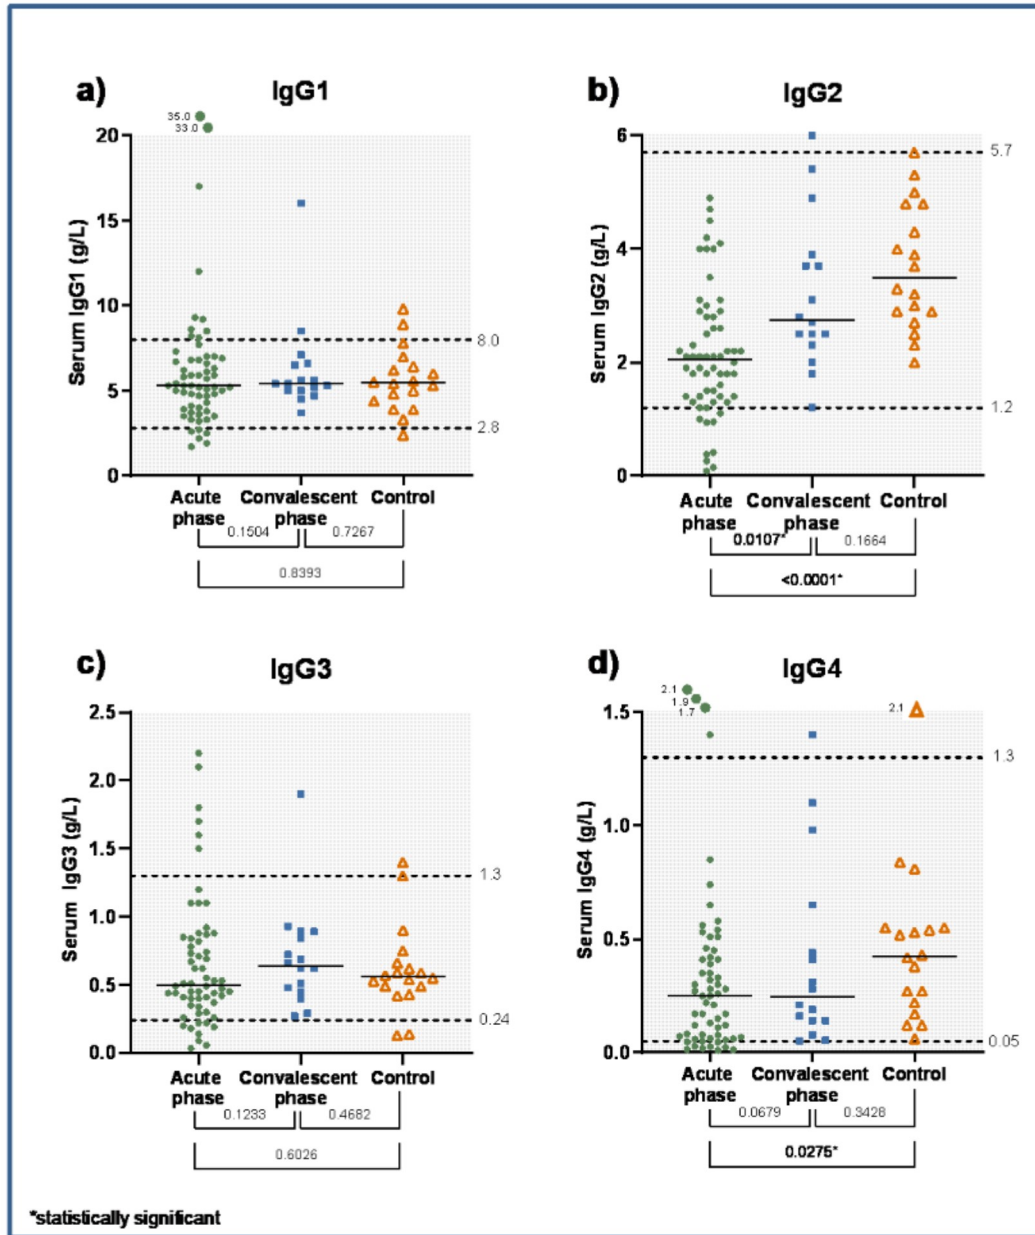 a)
IgG1
35.0
33.0
20
15
10
5
0
Serum IgG1 (g/L)
8.0
2.8
Acute phase
Convalescent phase
Control
0.1504
0.7267
0.8393
b)
IgG2
6
4
2
0
Serum IgG2 (g/L)
5.7
1.2
Acute phase
Convalescent phase
Control
0.0107*
0.1664
<0.0001*
c)
IgG3
2.5
2.0
1.5
1.0
0.5
0.0
Serum IgG3 (g/L)
1.3
0.24
Acute phase
Convalescent phase
Control
0.1233
0.4682
0.6026
d)
IgG4
2.1
1.9
1.7
2.1
1.5
1.0
0.5
0.0
Serum IgG4 (g/L)
1.3
0.05
Acute phase
Convalescent phase
Control
0.0679
0.3428
0.0275*
*statistically significant